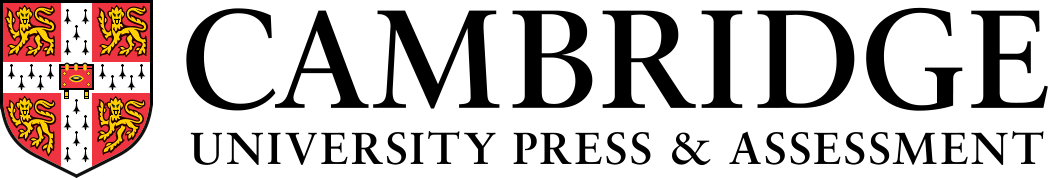 CAMBRIDGE
UNIVERSITY PRESS & ASSESSMENT